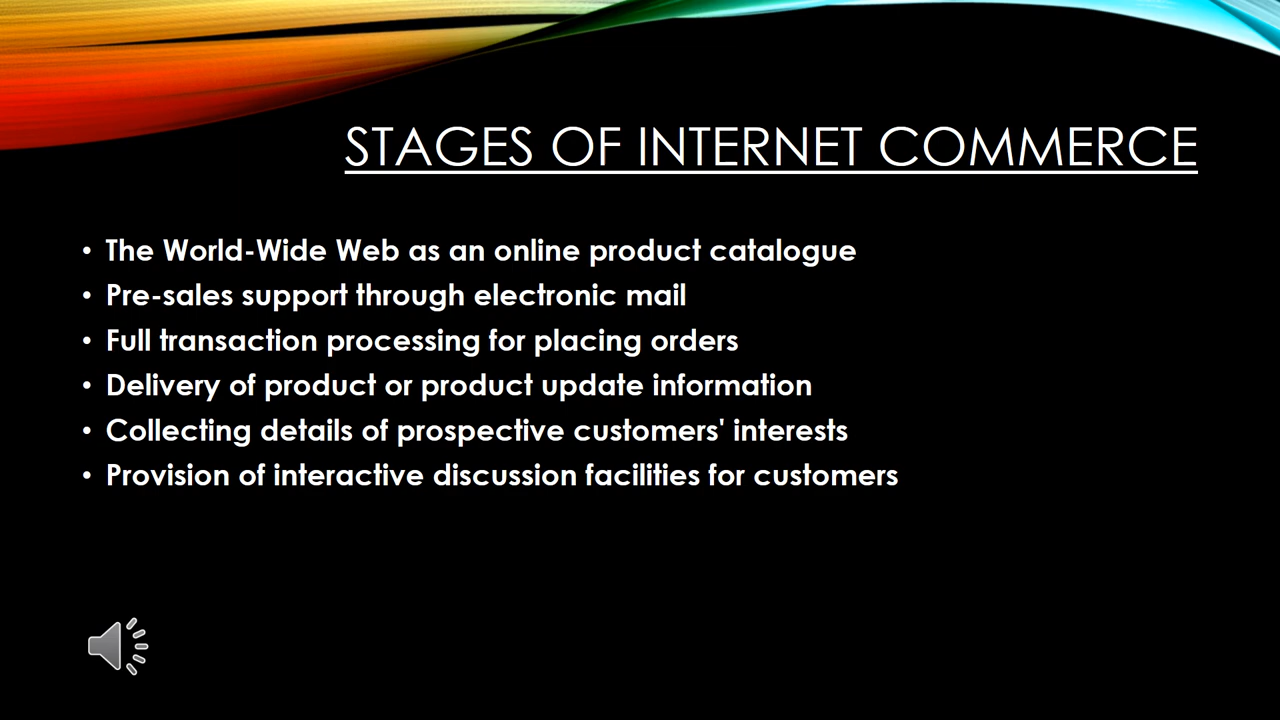 STAGES OF INTERNET COMMERCE
• The World-Wide Web as an online product catalogue
• Pre-sales support through electronic mail
• Full transaction processing for placing orders
• Delivery of product or product update information
• Collecting details of prospective customers' interests
• Provision of interactive discussion facilities for customers